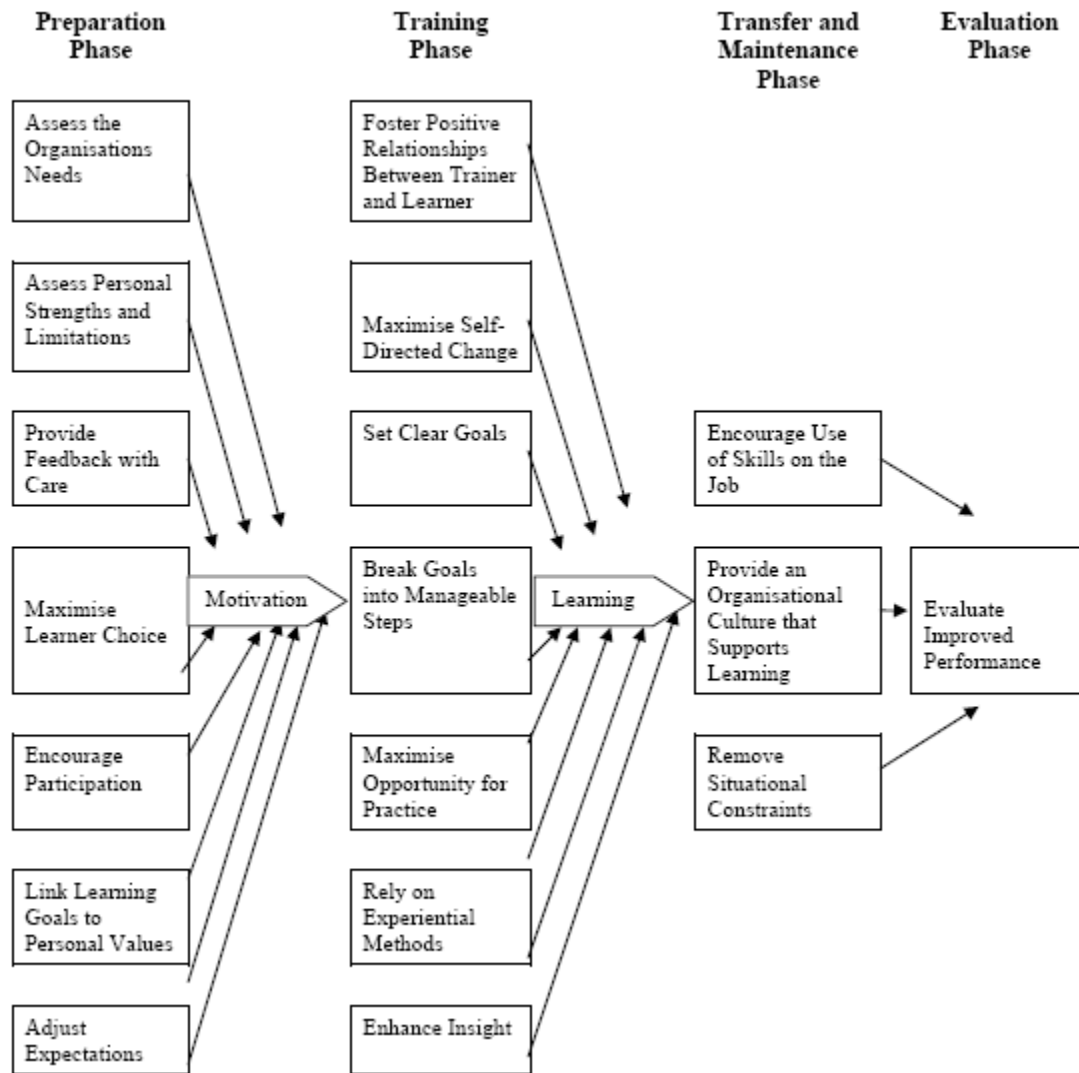 Preparation
Phase
Training
Phase
Transfer and
Maintenance
Phase
Evaluation
Phase
Assess the
Organisations
Needs
Assess Personal
Strengths and
Limitations
Provide
Feedback with
Care
Maximise
Learner Choice
Encourage
Participation
Link Learning
Goals to
Personal Values
Adjust
Expectations
Motivation
Foster Positive
Relationships
Between Trainer
and Learner
Maximise Self-
Directed Change
Set Clear Goals
Break Goals
into Manageable
Steps
Maximise
Opportunity for
Practice
Rely on
Experiential
Methods
Enhance Insight
Learning
Encourage Use
of Skills on the
Job
Provide an
Organisational
Culture that
Supports
Learning
Remove
Situational
Constraints
Evaluate
Improved
Performance